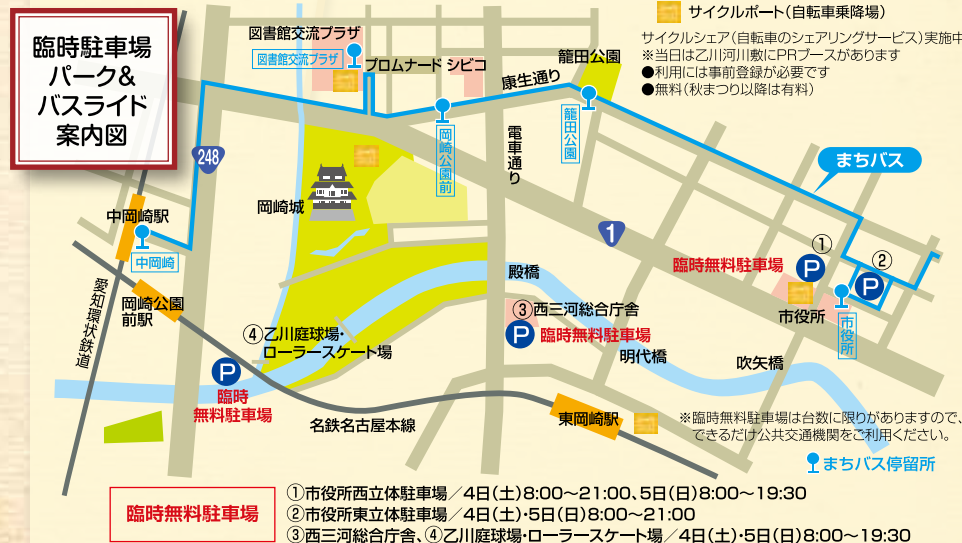 臨時駐車場
パーク&
バスライド
案内図
サイクルポート（自転車乗降場）
サイクルシェア（自転車のシェアリングサービス）実施中
※当日は乙川河川敷にPRブースがあります
●利用には事前登録が必要です
●無料（秋まつり以降は有料）
図書館交流プラザ
図書館交流プラザ
プロムナード シビコ
康生通り
籠田公園
籠田公園
岡崎公園前
電車通り
248
まちバス
岡崎城
中岡崎駅
中岡崎
1
臨時無料駐車場
①
P
②
P
市役所
市役所
岡崎公園
前駅
愛知環状鉄道
殿橋
③西三河総合庁舎
P
臨時無料駐車場
④乙川庭球場・
ローラースケート場
P
臨時
無料駐車場
明代橋
吹矢橋
名鉄名古屋本線
東岡崎駅
※臨時無料駐車場は台数に限りがありますので、
できるだけ公共交通機関をご利用ください。
まちバス停留所
臨時無料駐車場
①市役所西立体駐車場／4日（土）8:00〜21:00、5日（日）8:00〜19:30
②市役所東立体駐車場／4日（土）・5日（日）8:00〜21:00
③西三河総合庁舎、④乙川庭球場・ローラースケート場／4日（土）・5日（日）8:00〜19:30